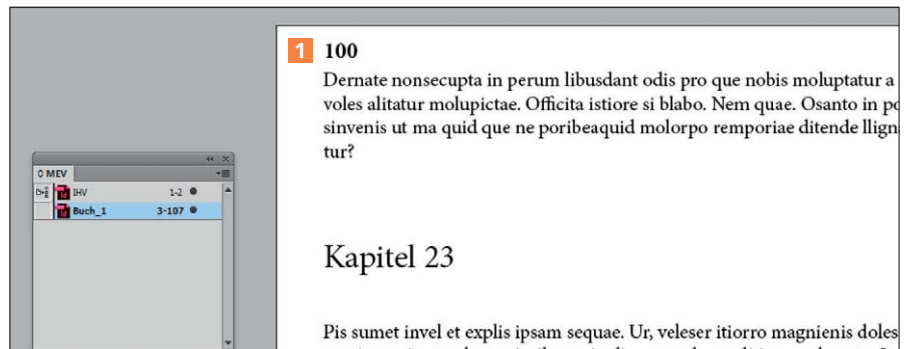 1 100
Dernate nonsecupta in perum libusdant odis pro que nobis moluptatur a
voles alitatur molupictae. Officita istiore si blabo. Nem quae. Osanto in po
sinvenis ut ma quid que ne poribeaquid molorpo remporiae ditende llign
tur?
MEV
IHV 1-2
Buch_1 3-107
Kapitel 23
Pis sumet invel et explis ipsam sequae. Ur, veleser itiorro magnienis doles